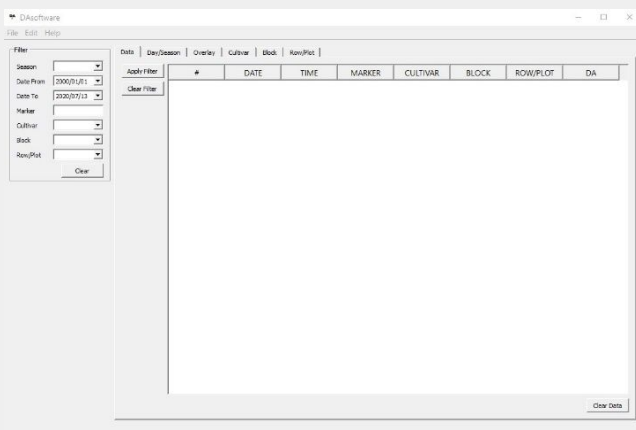 DAsoftware
File Edit Help
Filter
Season
Date From 2000/01/01
Date To 2020/07/13
Marker
Cultivar
Block
Row/Plot
Clear
Data Day/Season Overlay Cultivar Block Row/Plot
Apply Filter
Clear Filter
# DATE TIME MARKER CULTIVAR BLOCK ROW/PLOT DA
Clear Data